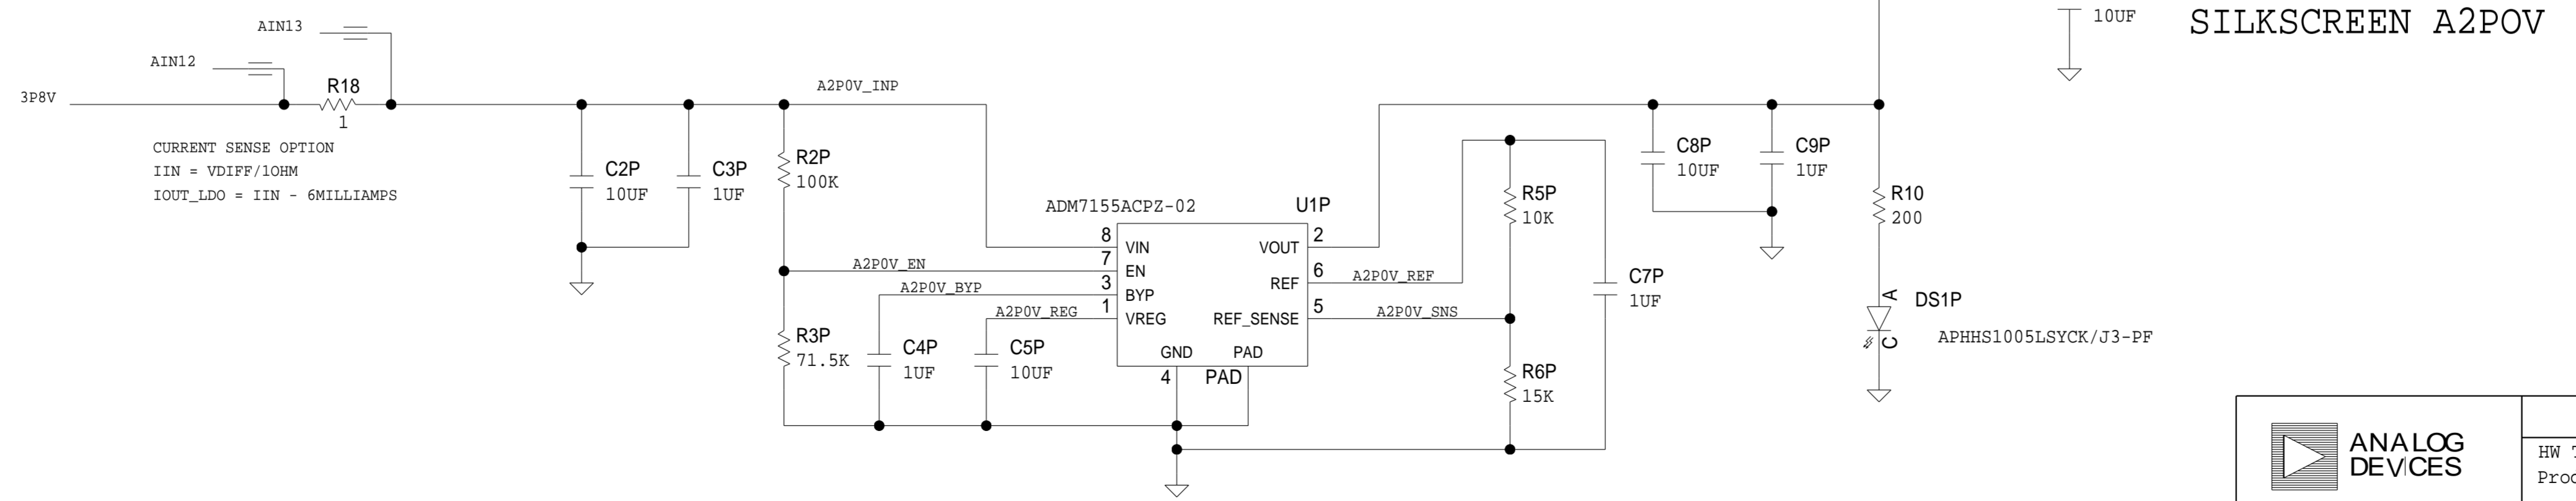 AIN13
AIN12
3P8V
R18
1
CURRENT SENSE OPTION
IIN = VDIFF/1OHM
IOUT_LDO = IIN - 6MILLIAMPS
A2P0V_INP
C2P
10UF
C3P
1UF
R2P
100K
A2P0V_EN
A2P0V_BYP
A2P0V_REG
R3P
71.5K
C4P
1UF
C5P
10UF
ADM7155ACPZ-02
U1P
8
VIN
7
EN
3
BYP
1
VREG
VOUT
2
REF
6
REF_SENSE
5
GND
PAD
4
PAD
A2P0V_REF
A2P0V_SNS
R5P
10K
R6P
15K
C7P
1UF
C8P
10UF
C9P
1UF
R10
200
A
C
DS1P
APHHS1005LSYCK/J3-PF
10UF
SILKSCREEN A2P0V
ANALOG
DEVICES
HW